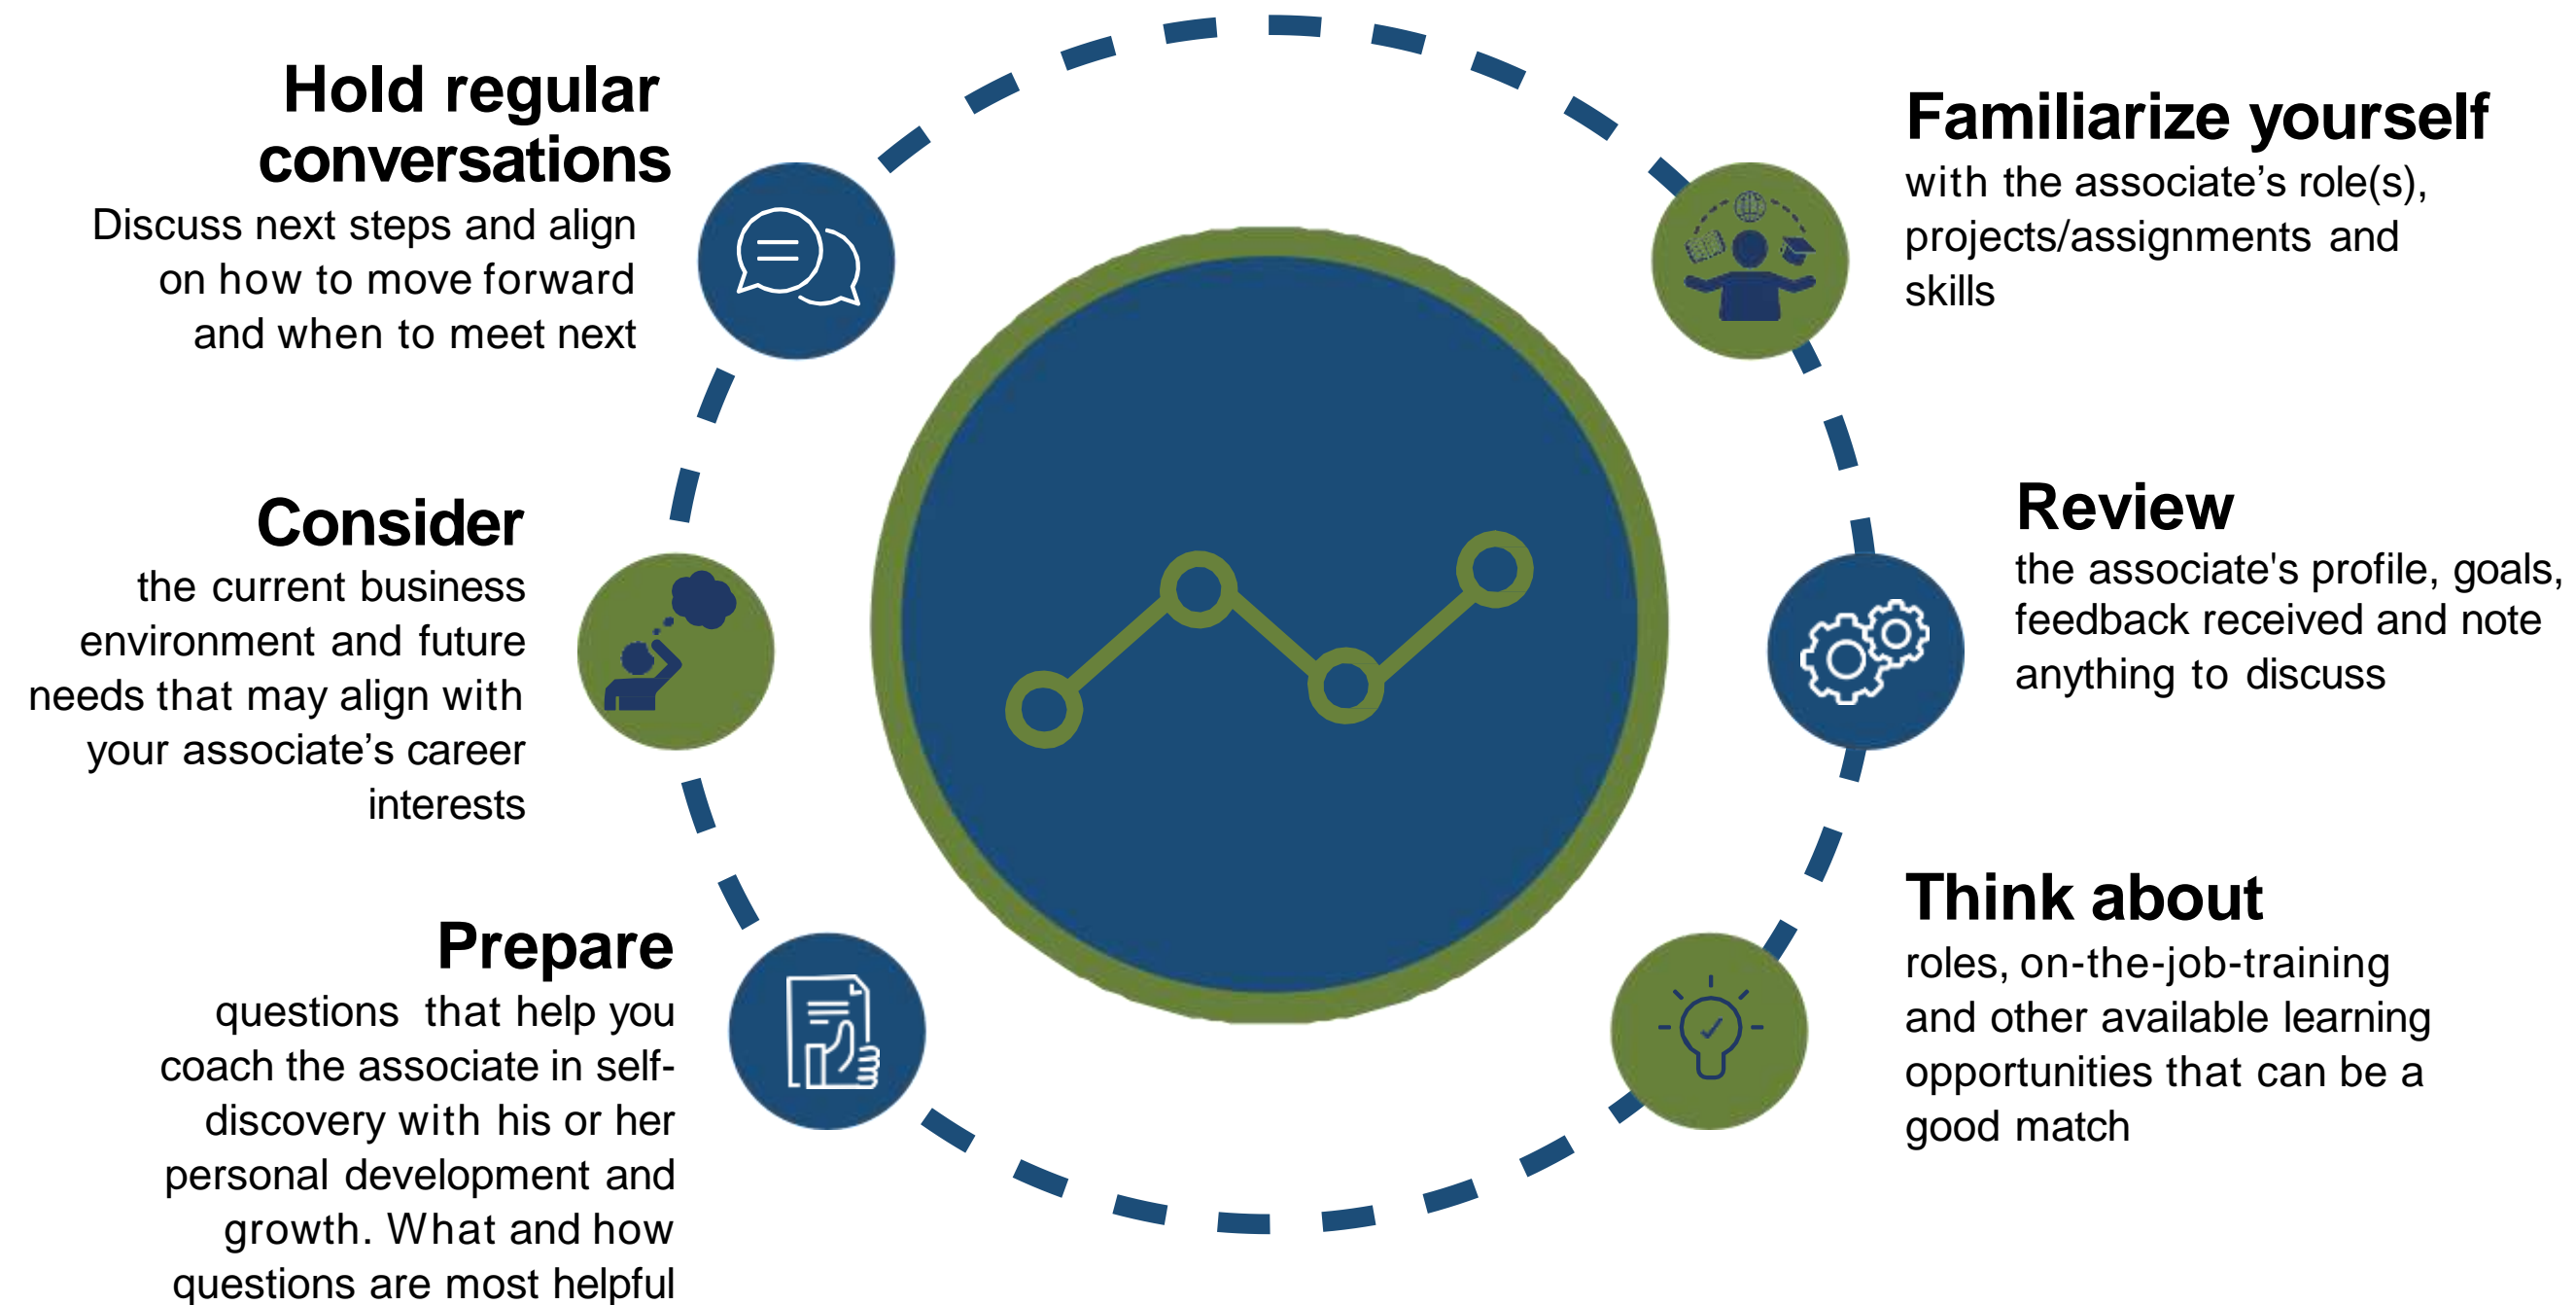 Hold regular
conversations
Discuss next steps and align
on how to move forward
and when to meet next
Familiarize yourself
with the associate’s role(s),
projects/assignments and
skills
Consider
the current business
environment and future
needs that may align with
your associate’s career
interests
Review
the associate's profile, goals,
feedback received and note
anything to discuss
Prepare
questions that help you
coach the associate in self-
discovery with his or her
personal development and
growth. What and how
questions are most helpful
Think about
roles, on-the-job-training
and other available learning
opportunities that can be a
good match